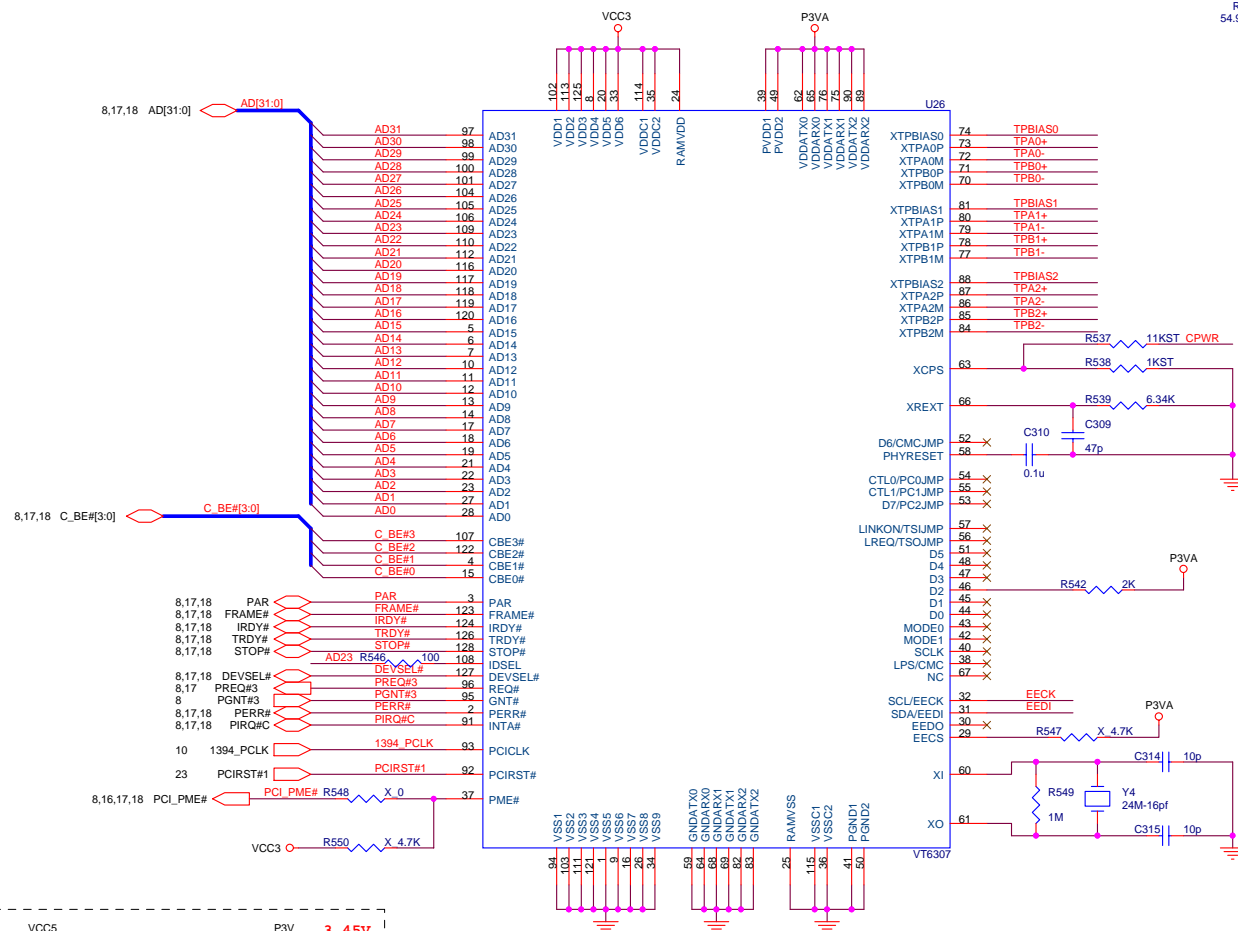 R
54.9
VCC3
P3VA
102
113
125
8
20
33
114
35
24
39
49
62
65
76
75
90
89
U26
VDD1
VDD2
VDD3
VDD4
VDD5
VDD6
VDDC1
VDDC2
RAMVDD
PVDD1
PVDD2
VDDATX0
VDDARX0
VDDATX1
VDDARX1
VDDATX2
VDDARX2
8,17,18 AD[31:0] AD[31:0]
AD31 97 AD31
AD30 98 AD30
AD29 99 AD29
AD28 100 AD28
AD27 101 AD27
AD26 104 AD26
AD25 105 AD25
AD24 106 AD24
AD23 109 AD23
AD22 110 AD22
AD21 112 AD21
AD20 116 AD20
AD19 117 AD19
AD18 118 AD18
AD17 119 AD17
AD16 120 AD16
AD15 5 AD15
AD14 6 AD14
AD13 7 AD13
AD12 10 AD12
AD11 11 AD11
AD10 12 AD10
AD9 13 AD9
AD8 14 AD8
AD7 17 AD7
AD6 18 AD6
AD5 19 AD5
AD4 21 AD4
AD3 22 AD3
AD2 23 AD2
AD1 27 AD1
AD0 28 AD0
8,17,18 C_BE#[3:0] C_BE#[3:0]
C_BE#3 107 CBE3#
C_BE#2 122 CBE2#
C_BE#1 4 CBE1#
C_BE#0 15 CBE0#
8,17,18 PAR PAR 3 PAR
8,17,18 FRAME# FRAME# 123 FRAME#
8,17,18 IRDY# IRDY# 124 IRDY#
8,17,18 TRDY# TRDY# 126 TRDY#
8,17,18 STOP# STOP# 128 STOP#
AD23 R546 100 108 IDSEL
8,17,18 DEVSEL# DEVSEL# 127 DEVSEL#
8,17 PREQ#3 PREQ#3 96 REQ#
8 PGNT#3 PGNT#3 95 GNT#
8,17,18 PERR# PERR# 2 PERR#
8,17,18 PIRQ#C PIRQ#C 91 INTA#
10 1394_PCLK 1394_PCLK 93 PCICLK
23 PCIRST#1 PCIRST#1 92 PCIRST#
8,16,17,18 PCI_PME# PCI_PME# R548 X_0 37 PME#
VCC3 R550 X_4.7K
XTPBIAS0 74 TPBIAS0
XTPA0P 73 TPA0+
XTPA0M 72 TPA0-
XTPB0P 71 TPB0+
XTPB0M 70 TPB0-
XTPBIAS1 81 TPBIAS1
XTPA1P 80 TPA1+
XTPA1M 79 TPA1-
XTPB1P 78 TPB1+
XTPB1M 77 TPB1-
XTPBIAS2 88 TPBIAS2
XTPA2P 87 TPA2+
XTPA2M 86 TPA2-
XTPB2P 85 TPB2+
XTPB2M 84 TPB2-
R537 11KST CPWR
XCPS 63 R538 1KST
XREXT 66 R539 6.34K
C309
47p
D6/CMCJMP 52
PHYRESET 58 C310
0.1u
CTL0/PC0JMP 54
CTL1/PC1JMP 55
D7/PC2JMP 53
LINKON/TSIJMP 57
LREQ/TSOJMP 56
D5 51
D4 48
D3 47
D2 46 R542 2K P3VA
D1 45
D0 44
MODE0 43
MODE1 42
SCLK 40
LPS/CMC 38
NC 67
SCL/EECK 32 EECK
SDA/EEDI 31 EEDI
EEDO 30
EECS 29 R547 X_4.7K P3VA
XI 60 C314 10p
R549
1M
Y4
24M-16pf
XO 61 C315 10p
VSS1
VSS2
VSS3
VSS4
VSS5
VSS6
VSS7
VSS8
VSS9
GNDATX0
GNDARX0
GNDARX1
GNDATX1
GNDARX2
GNDATX2
RAMVSS
VSSC1
VSSC2
PGND1
PGND2
VT6307
94
103
111
121
1
9
16
26
34
59
64
68
69
82
83
25
115
36
41
50
VCC5
P3V
3.45V